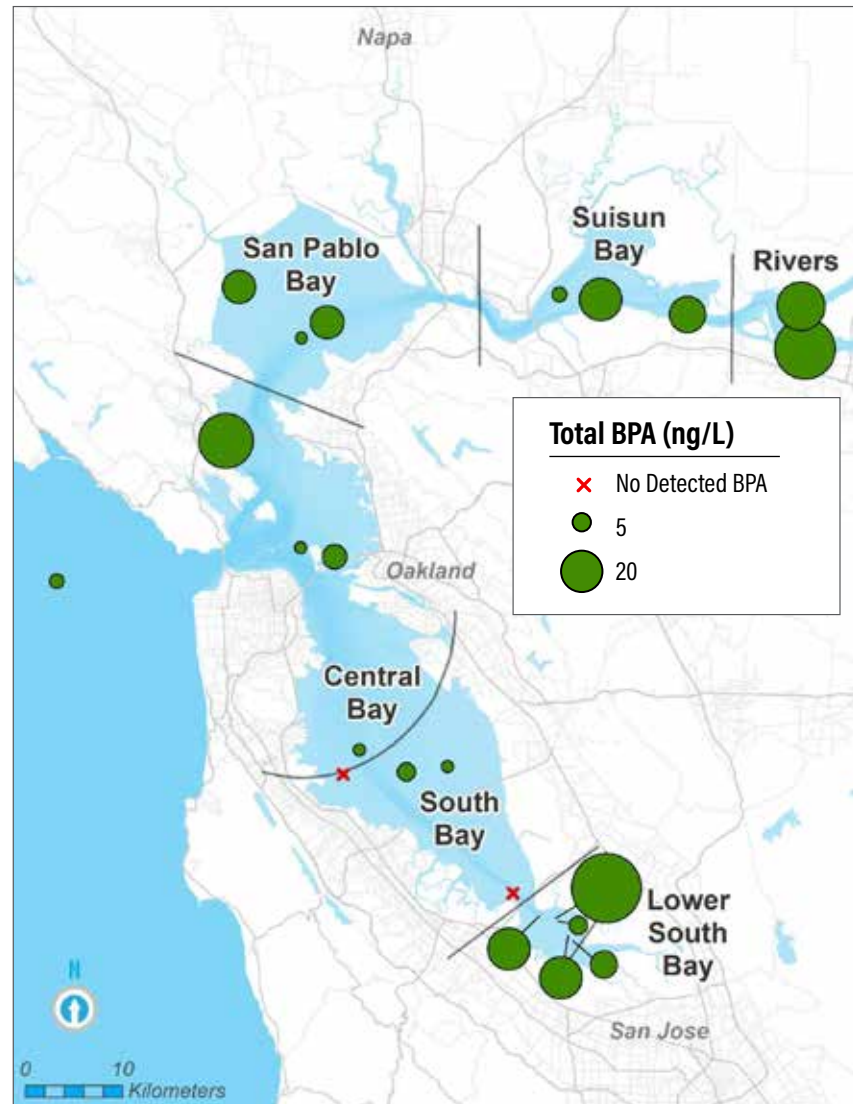 Napa
Suisun
Bay
San Pablo
Bay
Rivers
Total BPA (ng/L)
No Detected BPA
5
20
Oakland
Central
Bay
South
Bay
Lower
South
Bay
N
San Jose
0 10
Kilometers